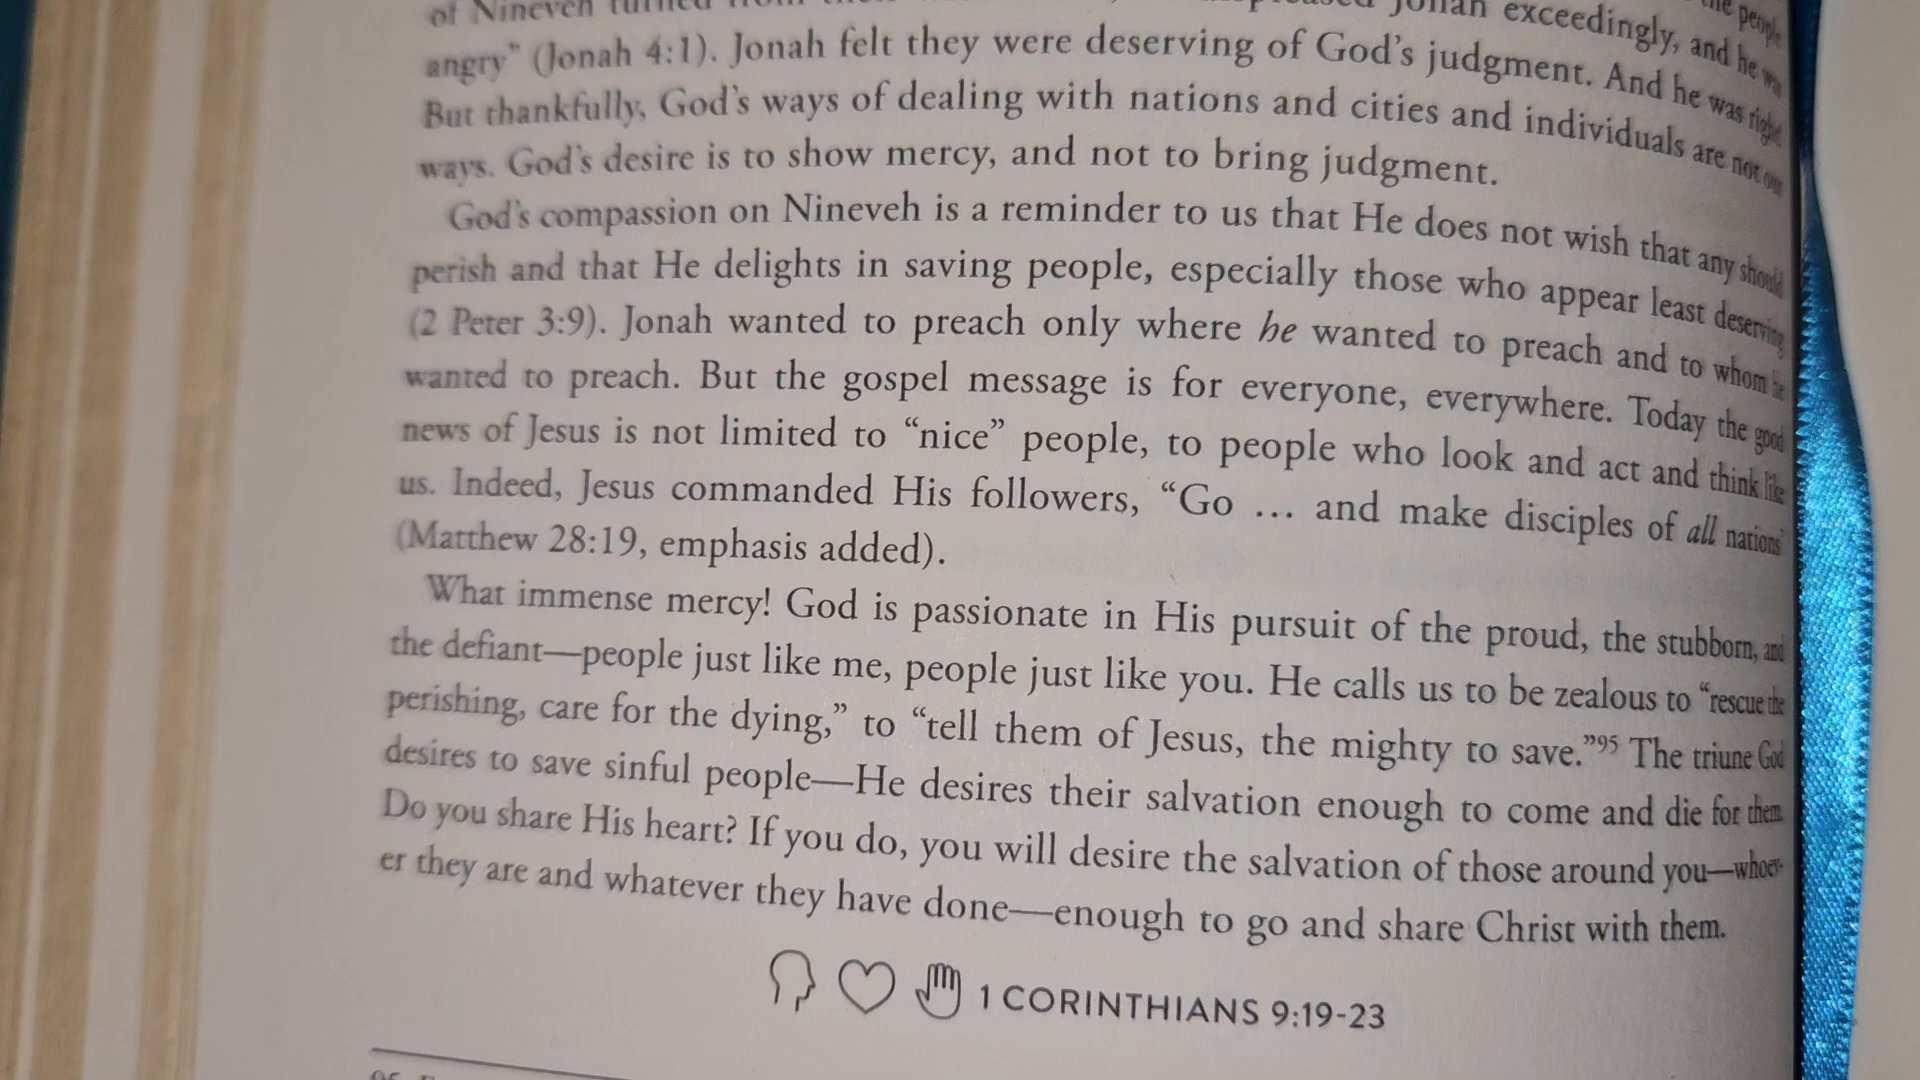 of Nineveh turned from their Jonah exceedingly, and he was
angry” (Jonah 4:1). Jonah felt they were deserving of God’s judgment. And he was right.
But thankfully, God’s ways of dealing with nations and cities and individuals are not our
ways. God’s desire is to show mercy, and not to bring judgment.
God’s compassion on Nineveh is a reminder to us that He does not wish that any should
perish and that He delights in saving people, especially those who appear least deserving
(2 Peter 3:9). Jonah wanted to preach only where he wanted to preach and to whom he
wanted to preach. But the gospel message is for everyone, everywhere. Today the good
news of Jesus is not limited to “nice” people, to people who look and act and think like
us. Indeed, Jesus commanded His followers, “Go … and make disciples of all nations”
(Matthew 28:19, emphasis added).
What immense mercy! God is passionate in His pursuit of the proud, the stubborn, and
the defiant—people just like me, people just like you. He calls us to be zealous to “rescue the
perishing, care for the dying,” to “tell them of Jesus, the mighty to save.”95 The triune God
desires to save sinful people—He desires their salvation enough to come and die for them.
Do you share His heart? If you do, you will desire the salvation of those around you—whoev-
er they are and whatever they have done—enough to go and share Christ with them.
1 CORINTHIANS 9:19-23